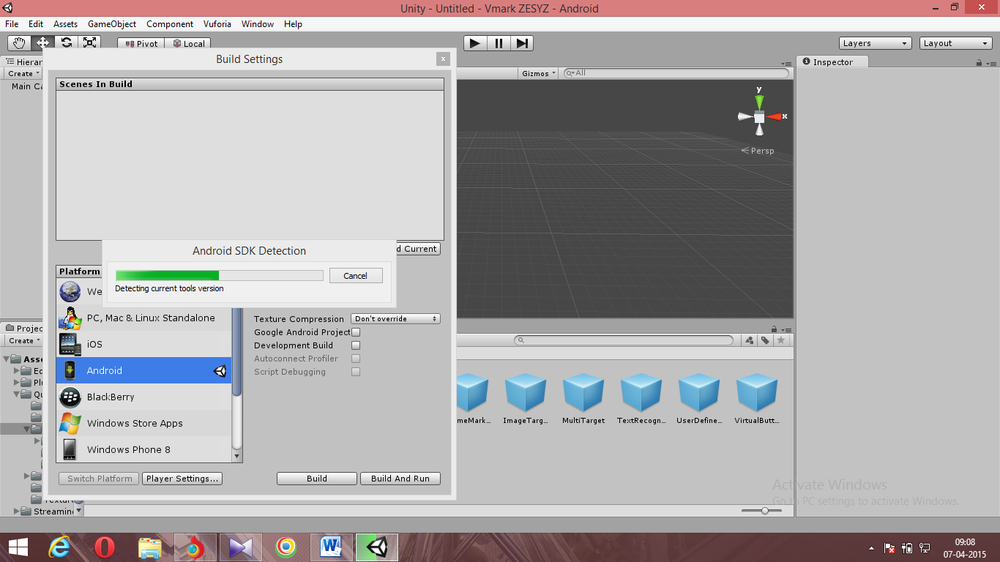 Unity - Untitled - Vmark ZESYZ - Android
File Edit Assets GameObject Component Vuforia Window Help
Pivot Local
Layers Layout
Build Settings
x
Hierar
Create
Main Ca
Gizmos All
Inspector
y
x
Persp
Scenes In Build
d Current
Android SDK Detection
Cancel
Detecting current tools version
Platform
We
PC, Mac & Linux Standalone
iOS
Android
BlackBerry
Windows Store Apps
Windows Phone 8
Texture Compression Don't override
Google Android Project
Development Build
Autoconnect Profiler
Script Debugging
Switch Platform Player Settings... Build Build And Run
Projec
Create
Asse
Ed
Plu
Qu
Textur
Streamin
meMark... ImageTarg... MultiTarget TextRecogn... UserDefine... VirtualButt...
Activate Windows
Go to PC settings to activate Windows.
09:08
07-04-2015